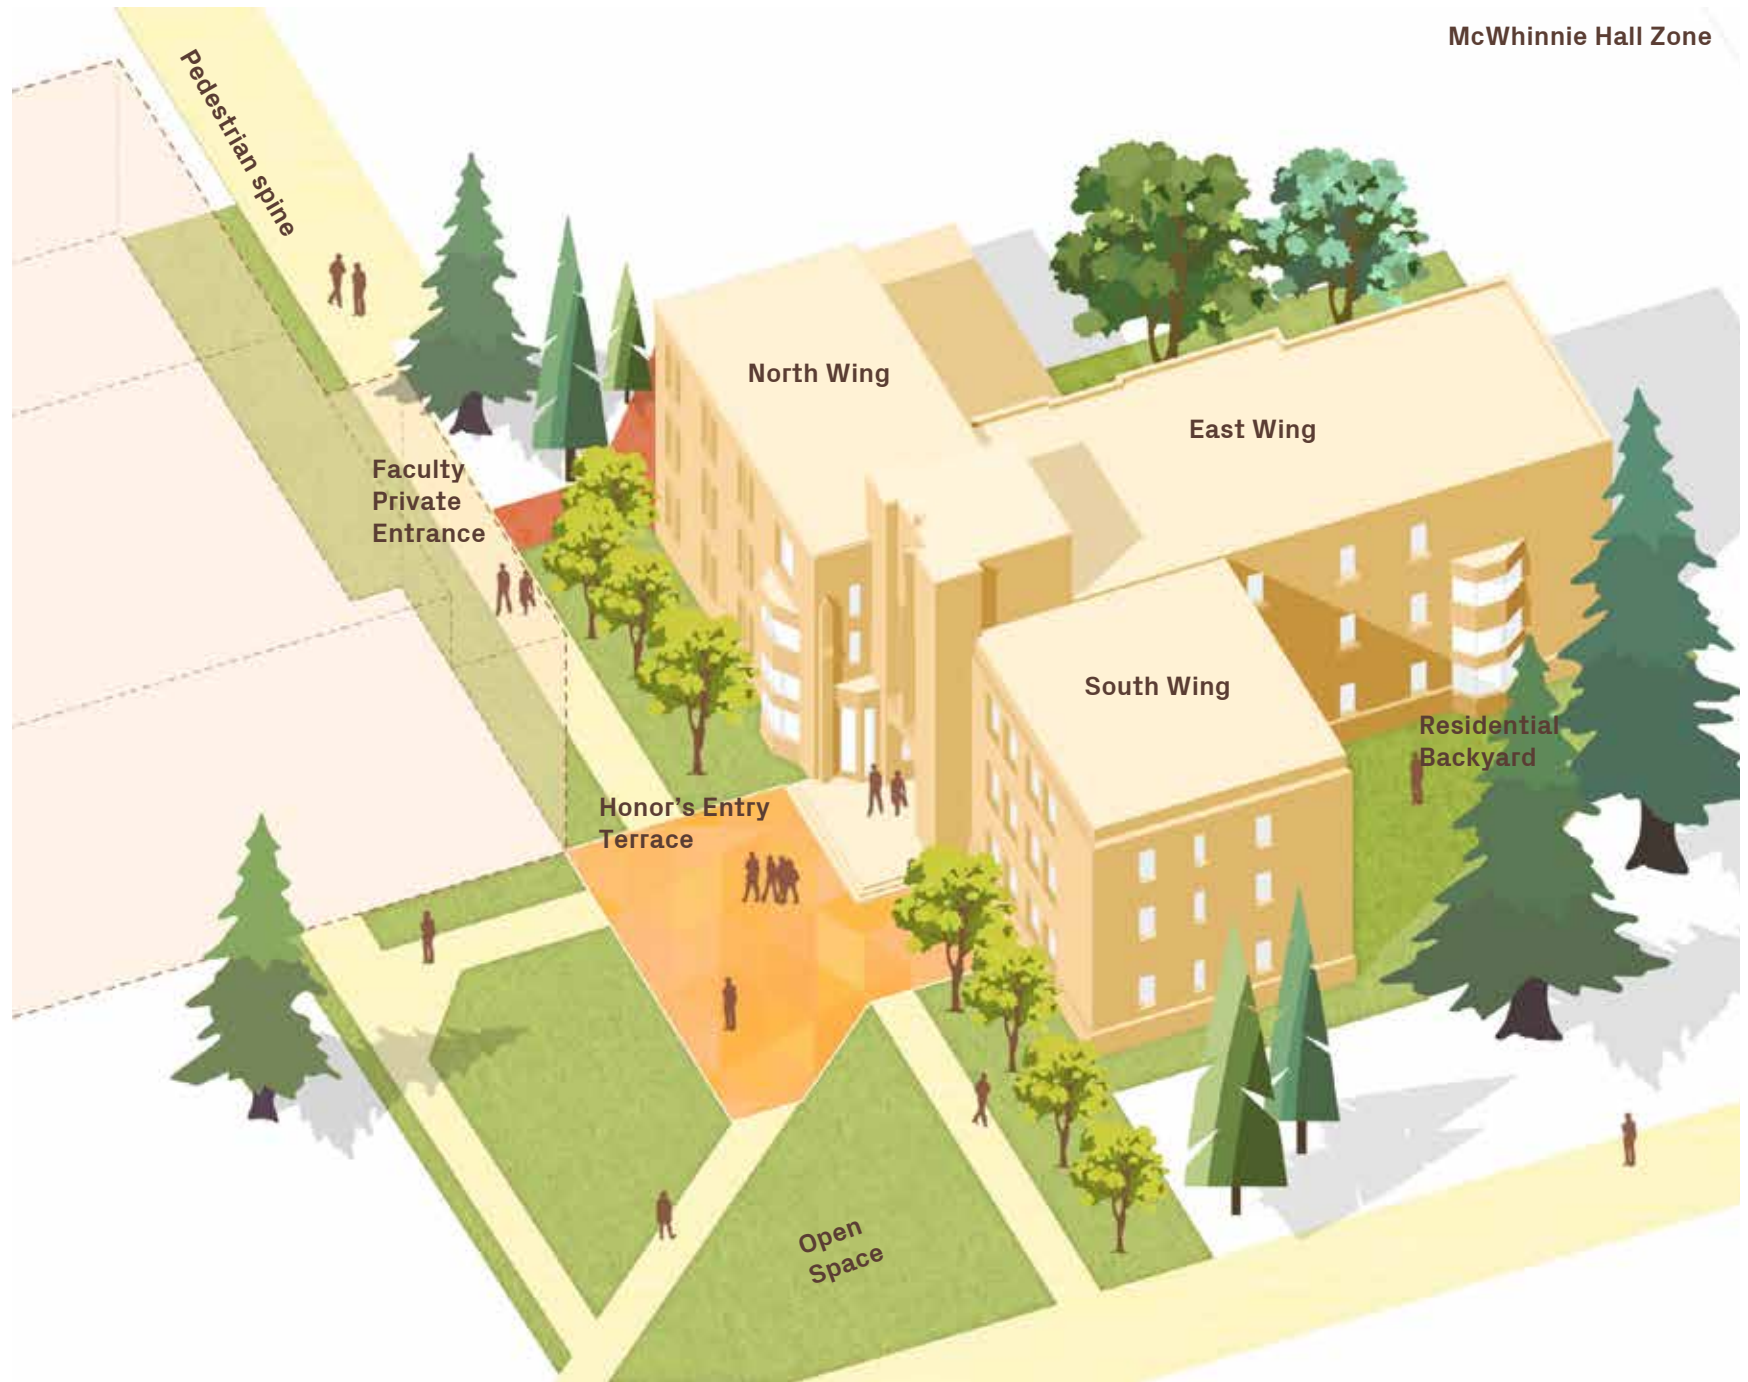 McWhinnie Hall Zone
Pedestrian spine
North Wing
East Wing
Faculty
Private
Entrance
South Wing
Residential
Backyard
Honor's Entry
Terrace
Open
Space